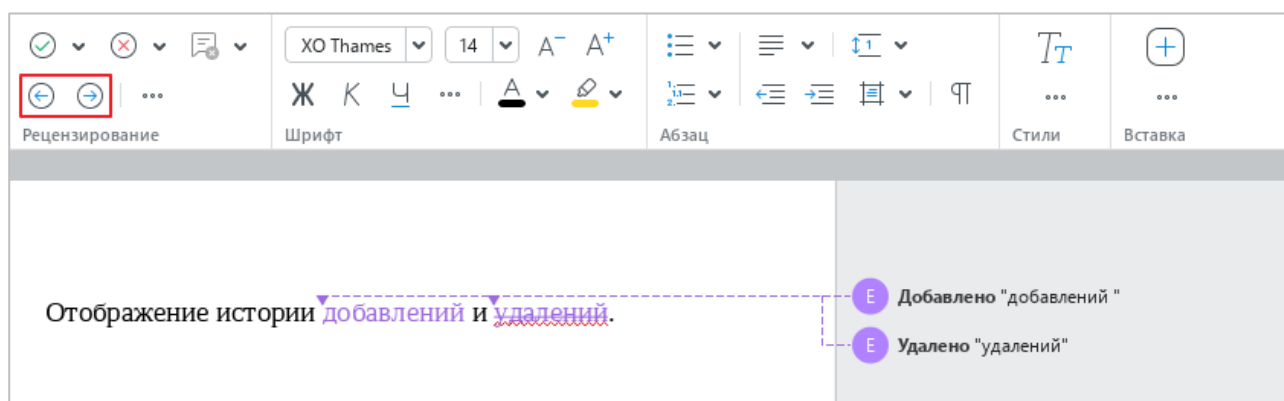 XO Thames 14 A⁻ A⁺
Ж К Ч А
Рецензирование Шрифт Абзац Стили Вставка
Отображение истории добавлений и удалений.
Е Добавлено "добавлений "
Е Удалено "удалений"